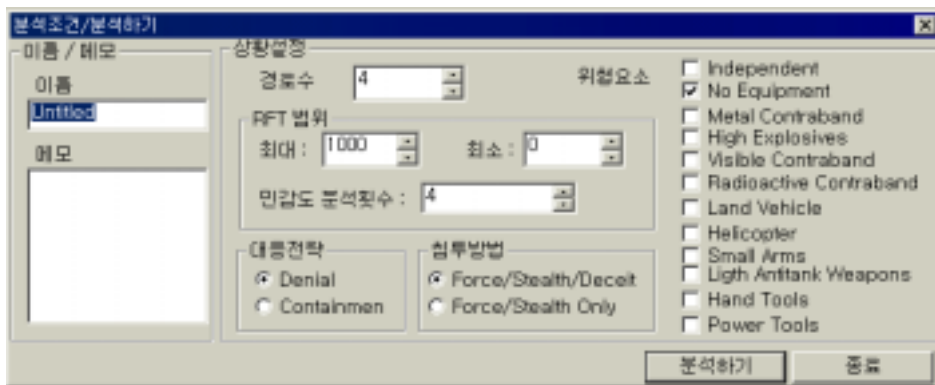 분석조건/분석하기
이름 / 메모
이름
Untitled
메모
상황설정
경로수
4
위험요소
RFT 범위
최대 :
1000
최소 :
0
민감도 분석횟수 :
4
대응전략
Denial
Containmen
침투방법
Force/Stealth/Deceit
Force/Stealth Only
Independent
No Equipment
Metal Contraband
High Explosives
Visible Contraband
Radioactive Contraband
Land Vehicle
Helicopter
Small Arms
Ligth Antitank Weapons
Hand Tools
Power Tools
분석하기
종료